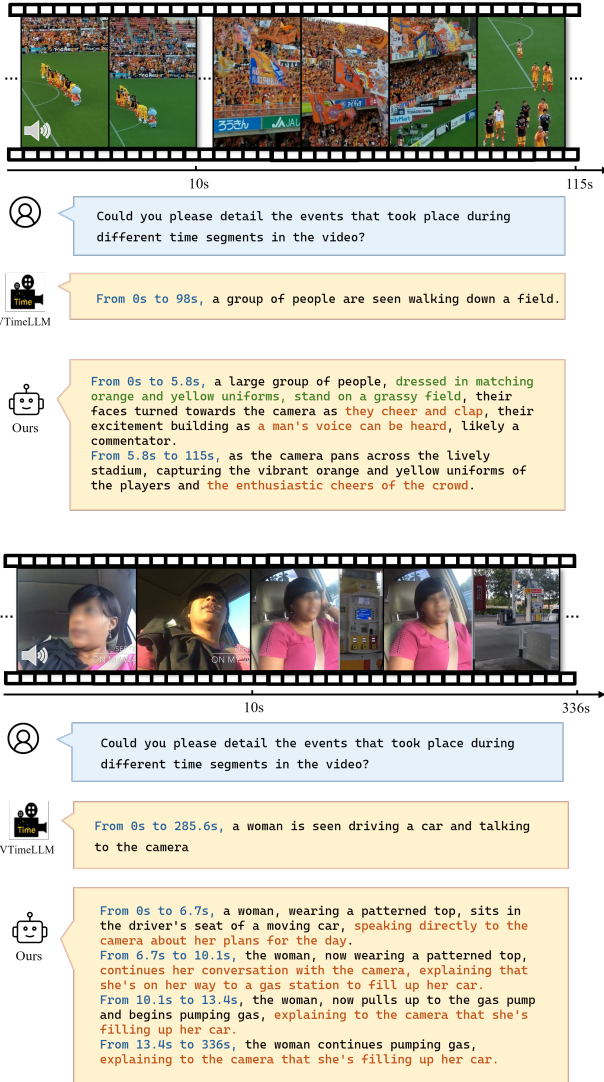 ろうきん
JAL
FamilyMart
10s
115s
Could you please detail the events that took place during
different time segments in the video?
Time
VTimeLLM
From 0s to 98s, a group of people are seen walking down a field.
Ours
From 0s to 5.8s, a large group of people, dressed in matching
orange and yellow uniforms, stand on a grassy field, their
faces turned towards the camera as they cheer and clap, their
excitement building as a man's voice can be heard, likely a
commentator.
From 5.8s to 115s, as the camera pans across the lively
stadium, capturing the vibrant orange and yellow uniforms of
the players and the enthusiastic cheers of the crowd.
ON MY
ON MY
10s
336s
Could you please detail the events that took place during
different time segments in the video?
Time
VTimeLLM
From 0s to 285.6s, a woman is seen driving a car and talking
to the camera
Ours
From 0s to 6.7s, a woman, wearing a patterned top, sits in
the driver's seat of a moving car, speaking directly to the
camera about her plans for the day.
From 6.7s to 10.1s, the woman, now wearing a patterned top,
continues her conversation with the camera, explaining that
she's on her way to a gas station to fill up her car.
From 10.1s to 13.4s, the woman, now pulls up to the gas pump
and begins pumping gas, explaining to the camera that she's
filling up her car.
From 13.4s to 336s, the woman continues pumping gas,
explaining to the camera that she's filling up her car.